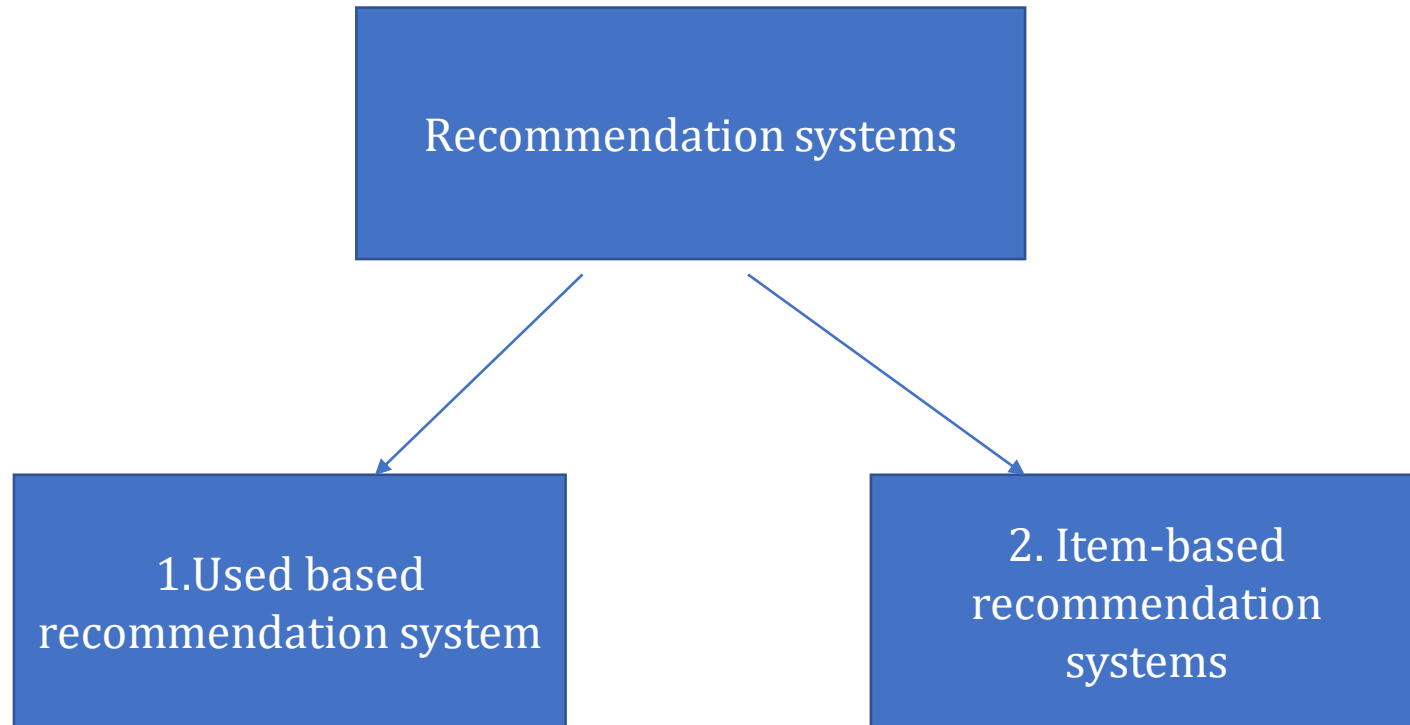 Recommendation systems
1.Used based
recommendation system
2. Item-based
recommendation
systems